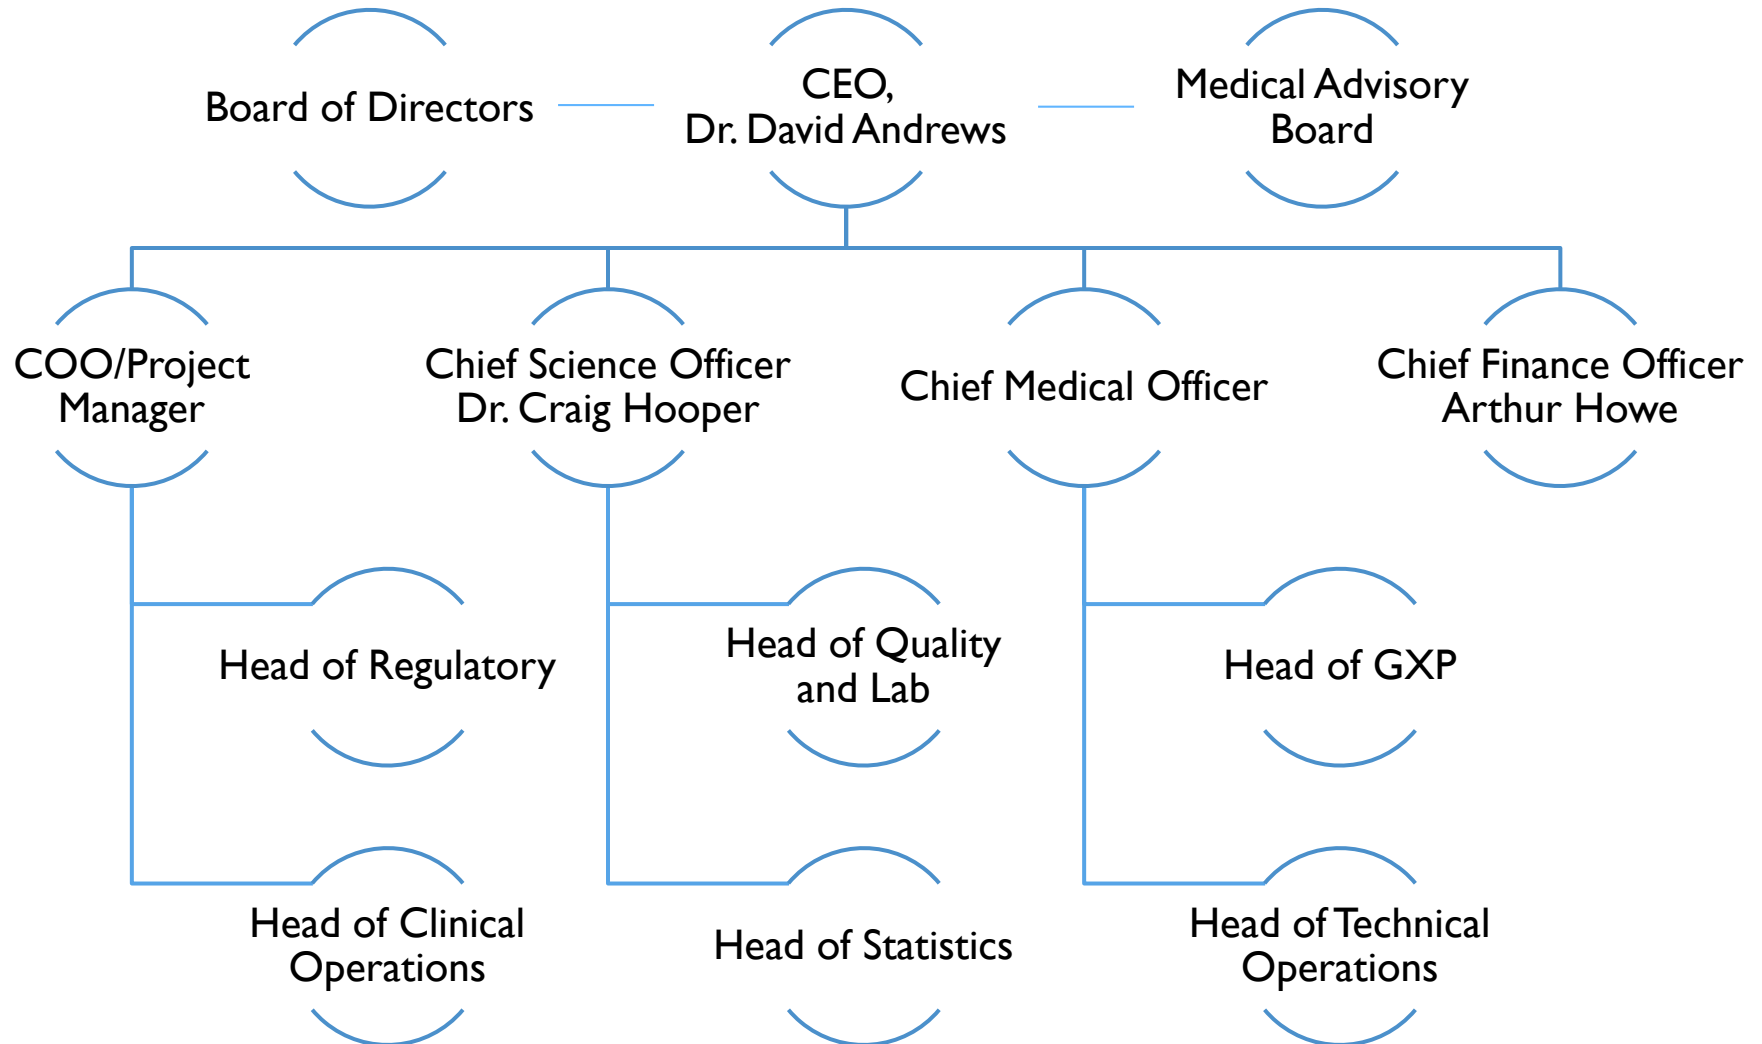 Board of Directors
CEO,
Dr. David Andrews
Medical Advisory
Board
COO/Project
Manager
Chief Science Officer
Dr. Craig Hooper
Chief Medical Officer
Chief Finance Officer
Arthur Howe
Head of Regulatory
Head of Quality
and Lab
Head of GXP
Head of Clinical
Operations
Head of Statistics
Head of Technical
Operations